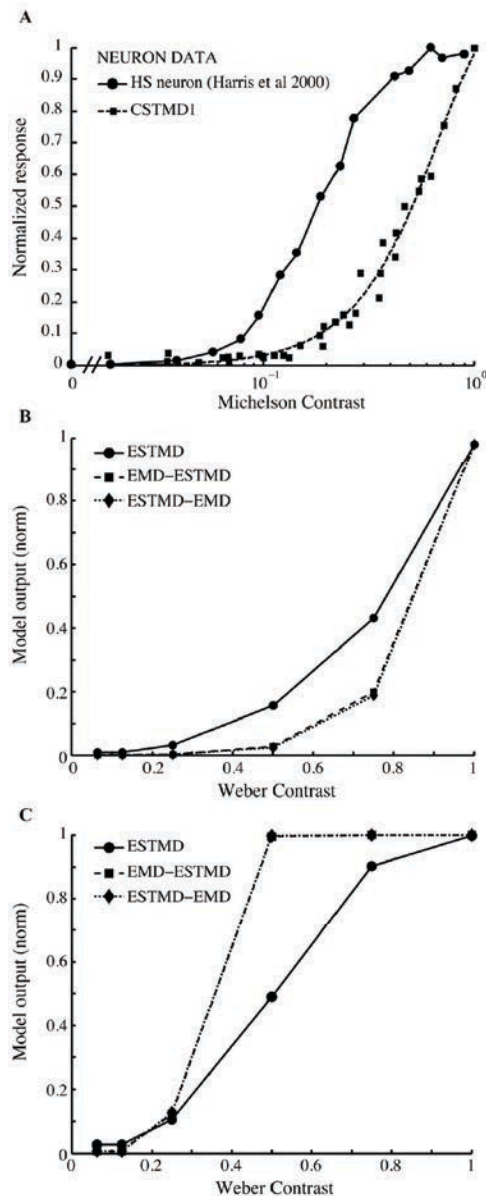 A
NEURON DATA
HS neuron (Harris et al 2000)
CSTMD1
Normalized response
1
0.9
0.8
0.7
0.6
0.5
0.4
0.3
0.2
0.1
0
0
10⁻¹
10⁰
Michelson Contrast
B
ESTMD
EMD–ESTMD
ESTMD–EMD
Model output (norm)
1
0.8
0.6
0.4
0.2
0
0
0.2
0.4
0.6
0.8
1
Weber Contrast
C
ESTMD
EMD–ESTMD
ESTMD–EMD
Model output (norm)
1
0.8
0.6
0.4
0.2
0
0
0.2
0.4
0.6
0.8
1
Weber Contrast